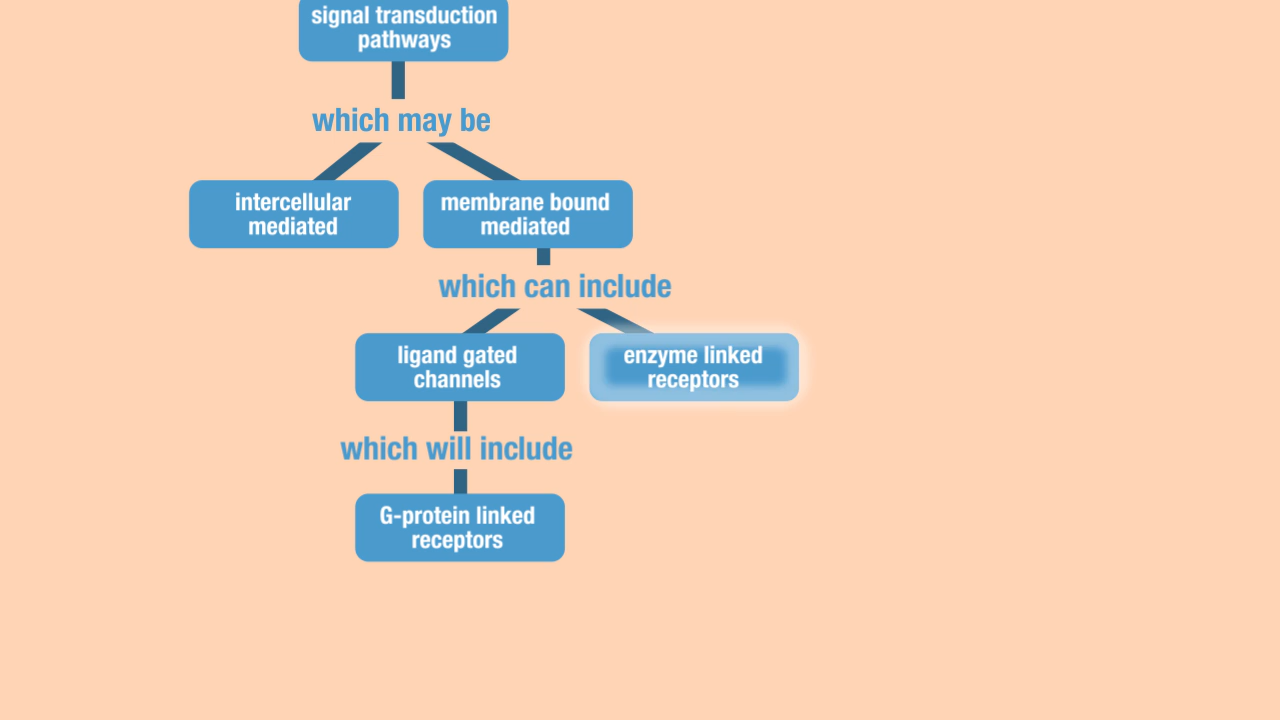 signal transduction
pathways
which may be
intercellular
mediated
membrane bound
mediated
which can include
ligand gated
channels
enzyme linked
receptors
which will include
G-protein linked
receptors